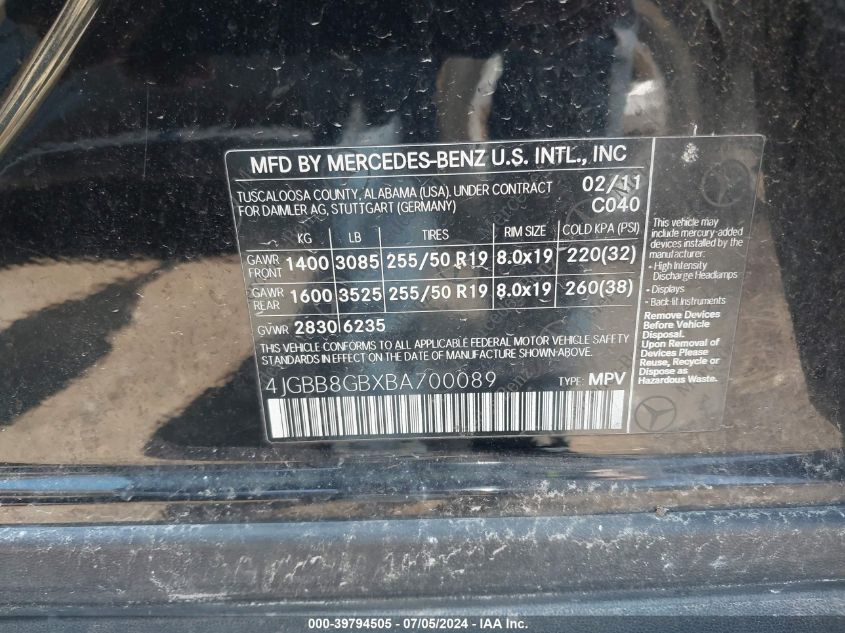 MFD BY MERCEDES-BENZ U.S. INTL., INC
TUSCALOOSA COUNTY, ALABAMA (USA), UNDER CONTRACT 02/11
FOR DAIMLER AG, STUTTGART (GERMANY) C040
KG LB TIRES RIM SIZE COLD KPA (PSI)
GAWR FRONT 1400 3085 255/50 R19 8.0x19 220(32)
GAWR REAR 1600 3525 255/50 R19 8.0x19 260(38)
GVWR 2830 6235
THIS VEHICLE CONFORMS TO ALL APPLICABLE FEDERAL MOTOR VEHICLE SAFETY
STANDARDS IN EFFECT ON THE DATE OF MANUFACTURE SHOWN ABOVE.
4JGBB8GBXBA700089 TYPE: MPV
This vehicle may
include mercury-added
devices installed by the
manufacturer:
- High Intensity
Discharge Headlamps
- Displays
- Back-lit Instruments
Remove Devices
Before Vehicle
Disposal.
Upon Removal of
Devices Please
Reuse, Recycle or
Dispose as
Hazardous Waste.
000-39794505 - 07/05/2024 - IAA Inc.